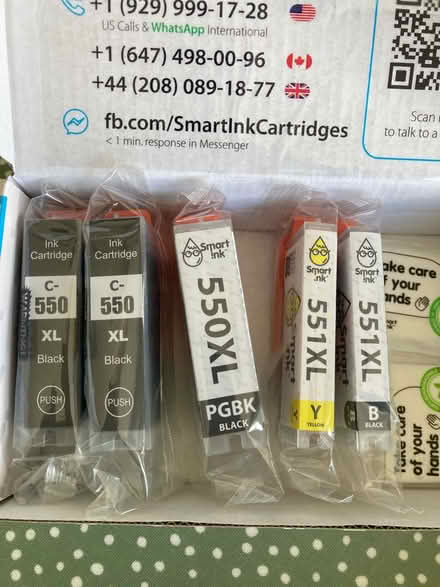 +1 (929) 999-17-28
US Calls & WhatsApp International
+1 (647) 498-00-96
+44 (208) 089-18-77
fb.com/SmartInkCartridges
< 1 min. response in Messenger
Scan
to talk to a
Ink
Cartridge
C-
550
XL
Black
PUSH
Ink
Cartridge
C-
550
XL
Black
PUSH
Smart
Ink
550XL
PGBK
BLACK
Smart
Ink
551XL
Y
YELLOW
Smart
Ink
551XL
B
BLACK
ake care
of your
hands
Take care
of your
hands